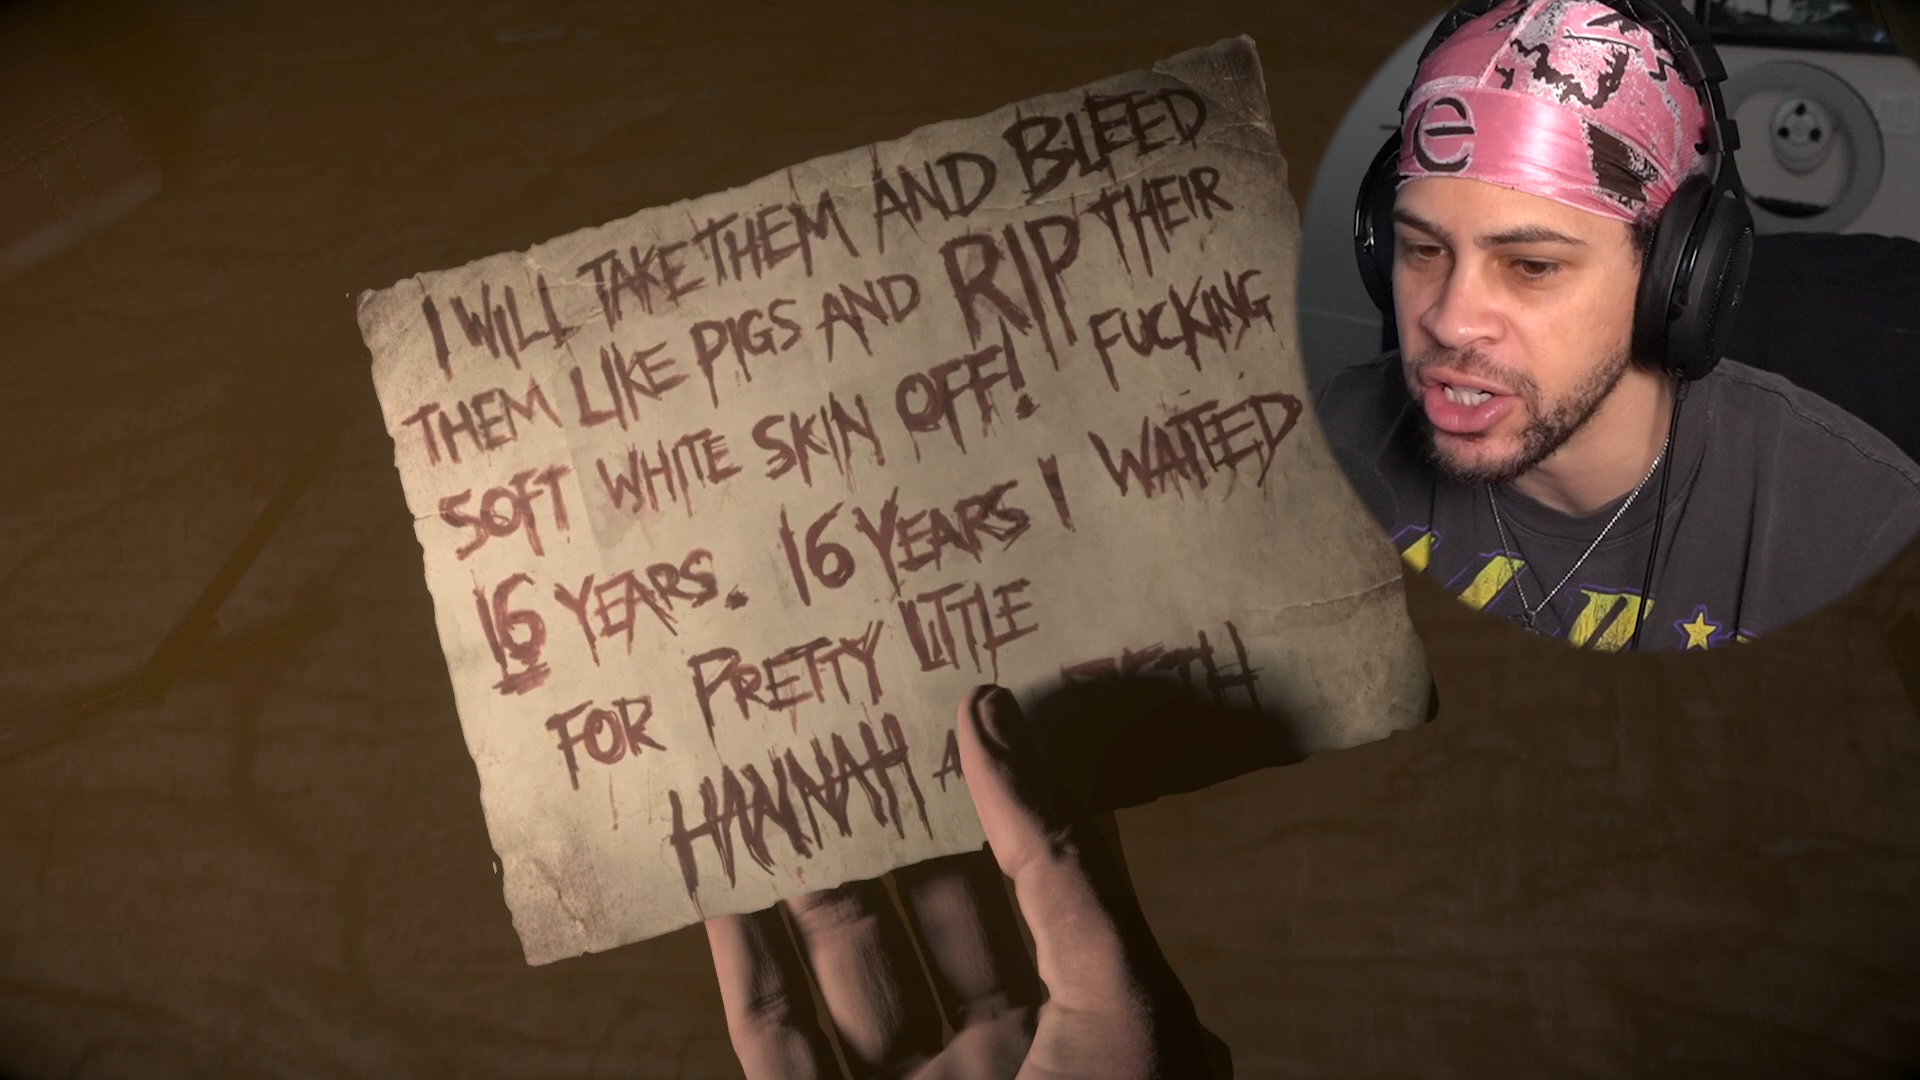 I WILL TAKE THEM AND BLEED
THEM LIKE PIGS AND RIP THEIR
SOFT WHITE SKIN OFF! FUCKING
16 YEARS. 16 YEARS I WAITED
FOR PRETTY LITTLE
HANNAH
e